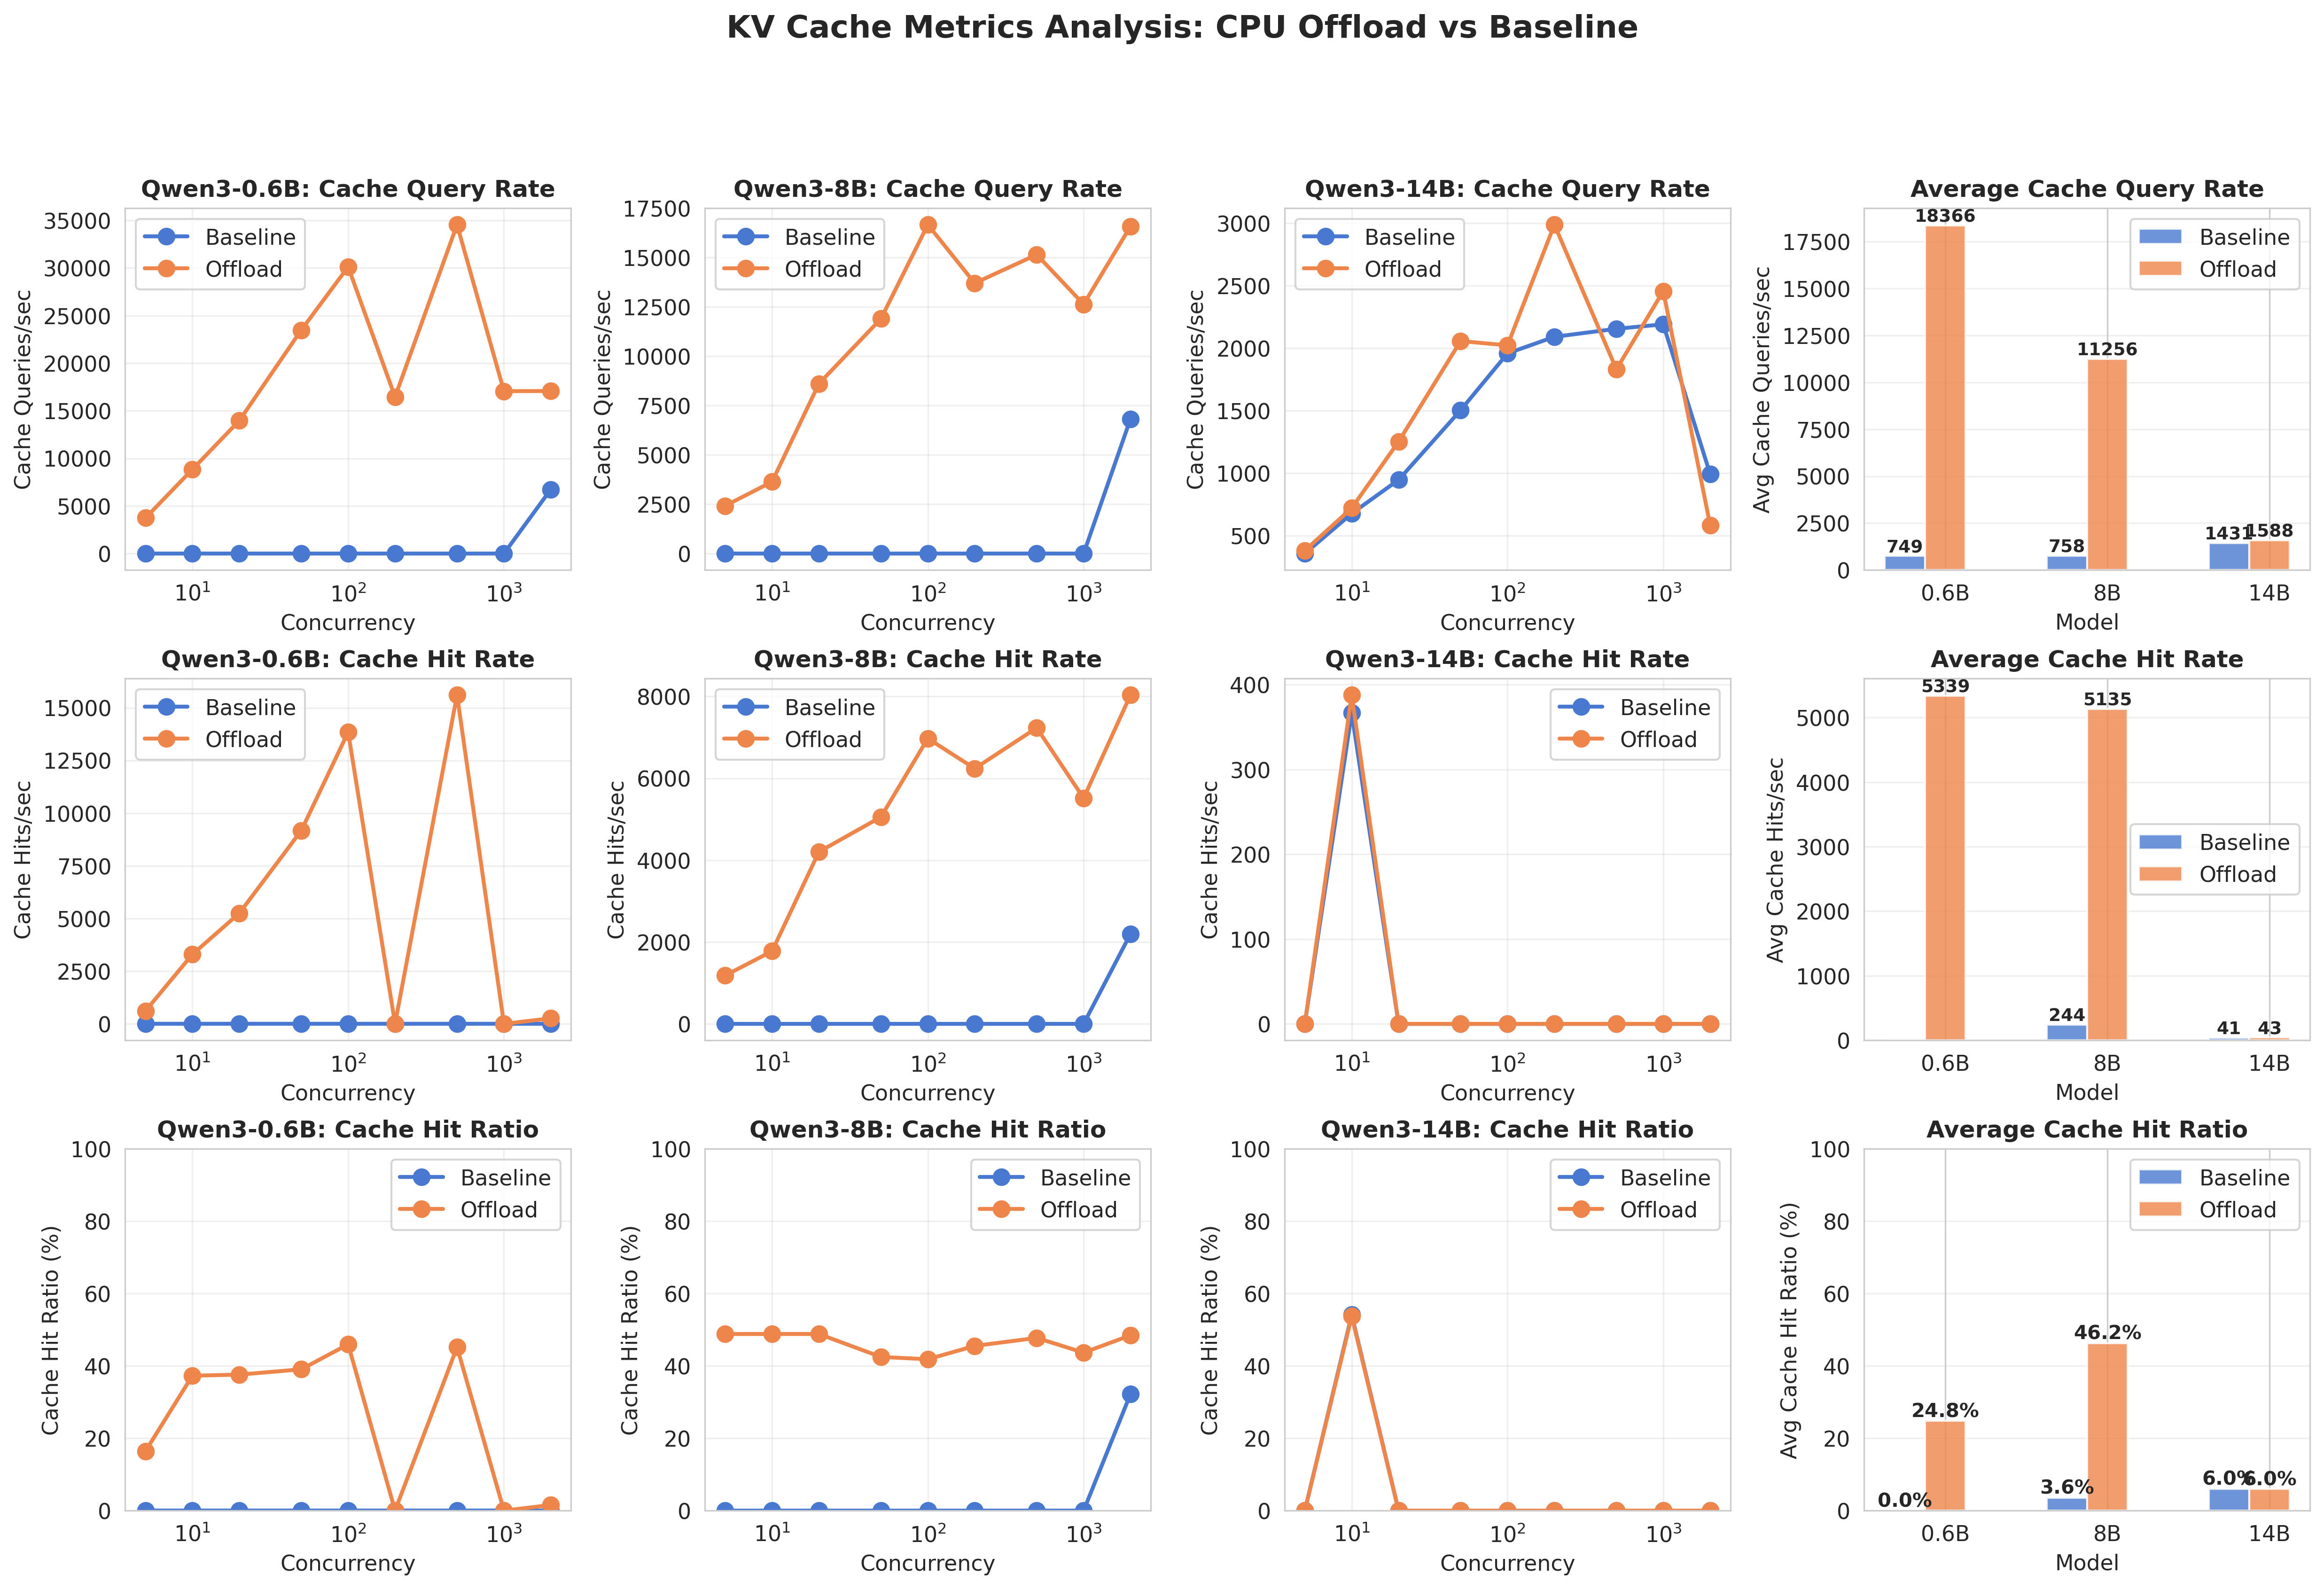 KV Cache Metrics Analysis: CPU Offload vs Baseline
Qwen3-0.6B: Cache Query Rate
Cache Queries/sec
35000
30000
25000
20000
15000
10000
5000
0
Baseline
Offload
10¹ 10² 10³
Concurrency
Qwen3-8B: Cache Query Rate
Cache Queries/sec
17500
15000
12500
10000
7500
5000
2500
0
Baseline
Offload
10¹ 10² 10³
Concurrency
Qwen3-14B: Cache Query Rate
Cache Queries/sec
3000
2500
2000
1500
1000
500
Baseline
Offload
10¹ 10² 10³
Concurrency
Average Cache Query Rate
Avg Cache Queries/sec
17500
15000
12500
10000
7500
5000
2500
0
Baseline
Offload
749 18366 758 11256 1431 1588
0.6B 8B 14B
Model
Qwen3-0.6B: Cache Hit Rate
Cache Hits/sec
15000
12500
10000
7500
5000
2500
0
Baseline
Offload
10¹ 10² 10³
Concurrency
Qwen3-8B: Cache Hit Rate
Cache Hits/sec
8000
6000
4000
2000
0
Baseline
Offload
10¹ 10² 10³
Concurrency
Qwen3-14B: Cache Hit Rate
Cache Hits/sec
400
300
200
100
0
Baseline
Offload
10¹ 10² 10³
Concurrency
Average Cache Hit Rate
Avg Cache Hits/sec
5000
4000
3000
2000
1000
0
Baseline
Offload
5339 244 5135 41 43
0.6B 8B 14B
Model
Qwen3-0.6B: Cache Hit Ratio
Cache Hit Ratio (%)
100
80
60
40
20
0
Baseline
Offload
10¹ 10² 10³
Concurrency
Qwen3-8B: Cache Hit Ratio
Cache Hit Ratio (%)
100
80
60
40
20
0
Baseline
Offload
10¹ 10² 10³
Concurrency
Qwen3-14B: Cache Hit Ratio
Cache Hit Ratio (%)
100
80
60
40
20
0
Baseline
Offload
10¹ 10² 10³
Concurrency
Average Cache Hit Ratio
Avg Cache Hit Ratio (%)
100
80
60
40
20
0
Baseline
Offload
0.0% 24.8% 3.6% 46.2% 6.0% 6.0%
0.6B 8B 14B
Model